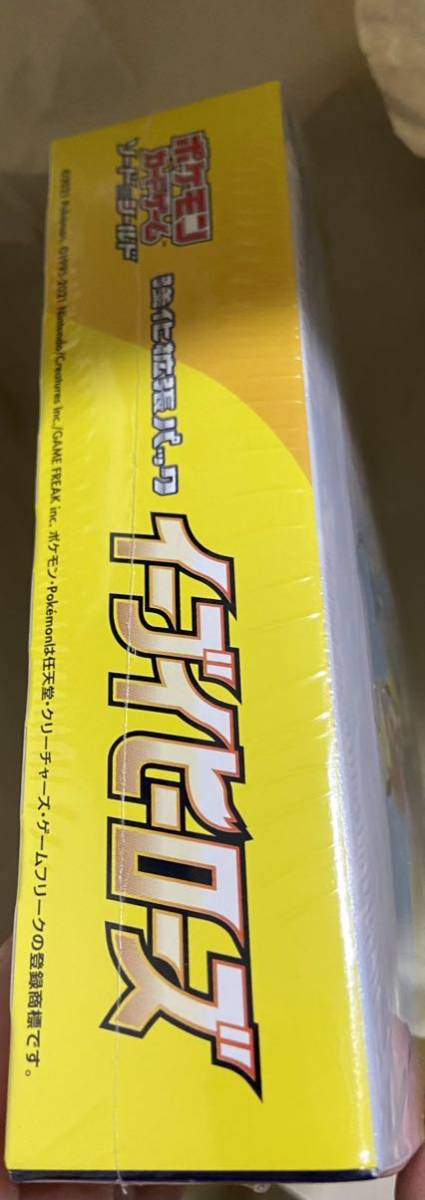 ポケモン
カードゲーム
ソード&シールド
強化拡張パック
イーブイヒーローズ
©2021 Pokémon. ©1995-2021 Nintendo/Creatures Inc./GAME FREAK inc. ポケモン・Pokémonは任天堂・クリーチャーズ・ゲームフリークの登録商標です。